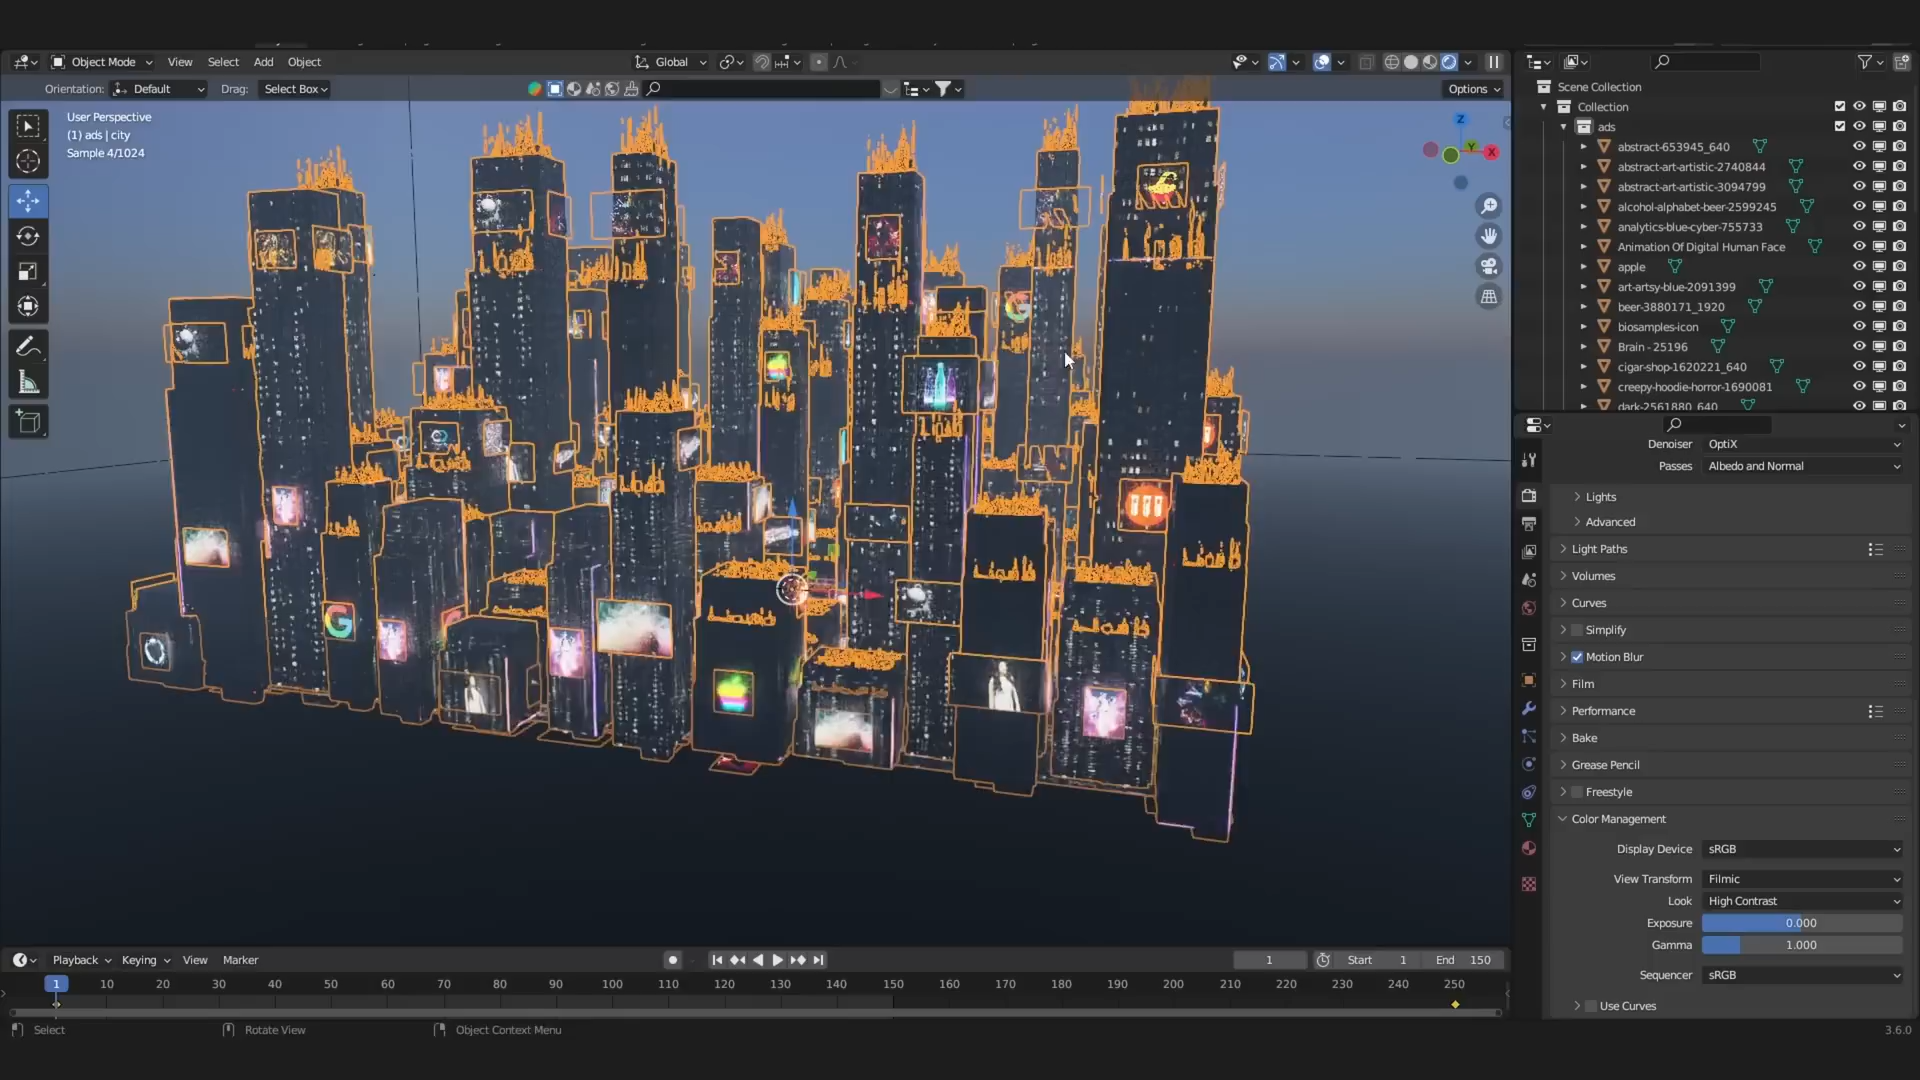 Object Mode View Select Add Object Global
Orientation: Default Drag: Select Box Options
User Perspective
(1) ads | city
Sample 4/1024
Z
Y
X
Scene Collection
Collection
ads
abstract-653945_640
abstract-art-artistic-2740844
abstract-art-artistic-3094799
alcohol-alphabet-beer-2599245
analytics-blue-cyber-755733
Animation Of Digital Human Face
apple
art-artsy-blue-2091399
beer-3880171_1920
biosamples-icon
Brain - 25196
cigar-shop-1620221_640
creepy-hoodie-horror-1690081
dark-2561880_640
Denoiser OptiX
Passes Albedo and Normal
Lights
Advanced
Light Paths
Volumes
Curves
Simplify
Motion Blur
Film
Performance
Bake
Grease Pencil
Freestyle
Color Management
Display Device sRGB
View Transform Filmic
Look High Contrast
Exposure 0.000
Gamma 1.000
Sequencer sRGB
Use Curves
G
Playback Keying View Marker 1 Start 1 End 150
1 10 20 30 40 50 60 70 80 90 100 110 120 130 140 150 160 170 180 190 200 210 220 230 240 250
Select Rotate View Object Context Menu 3.6.0